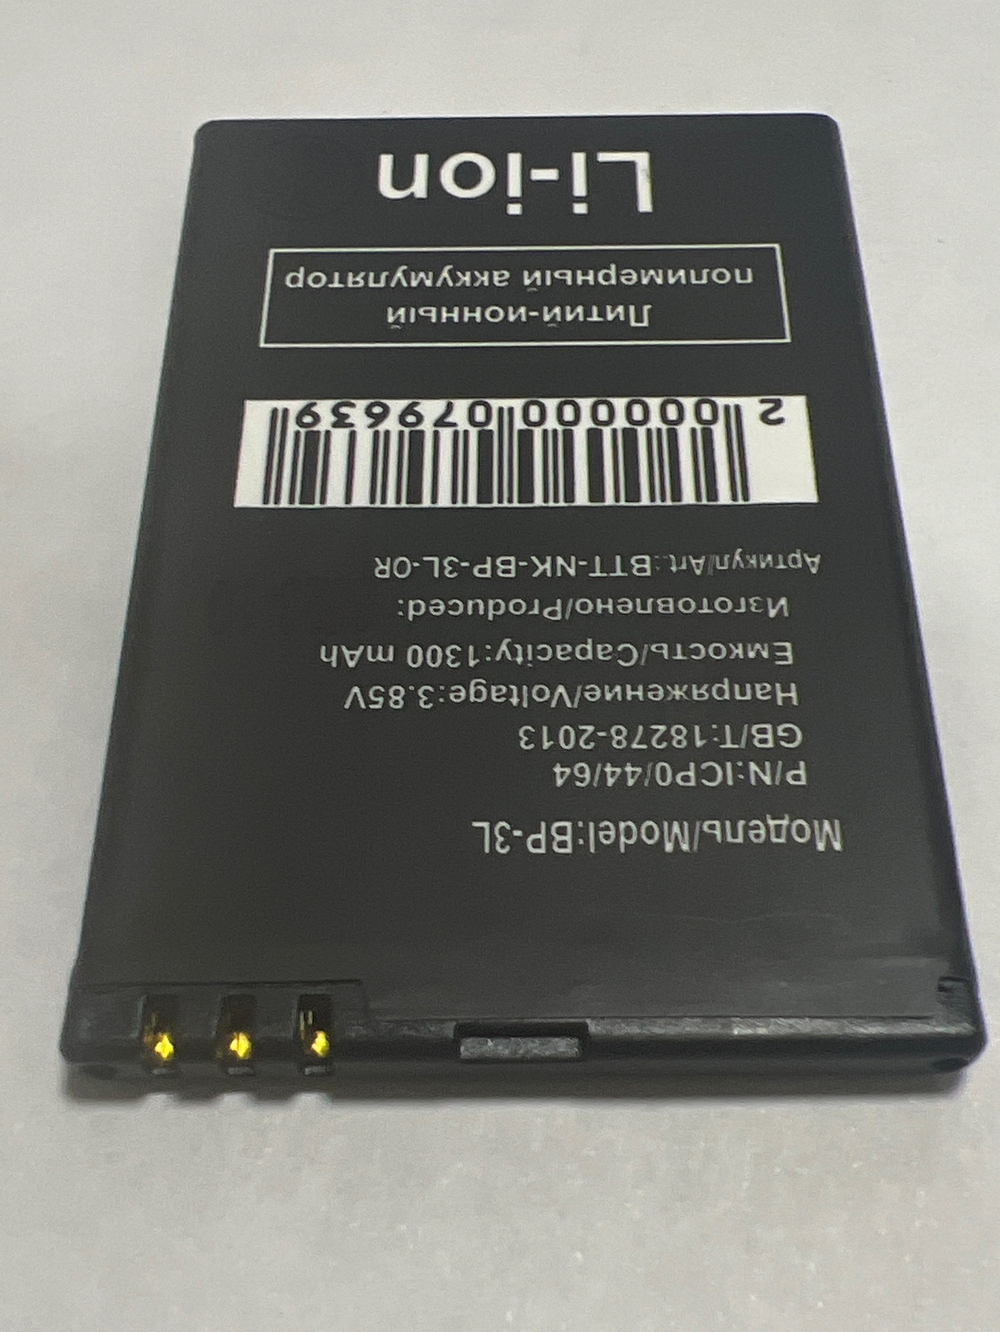 Модель/Model:BP-3L
P/N:ICP0/44/64
GB/T:18278-2013
Напряжение/Voltage:3.85V
Емкость/Capacity:1300 mAh
Изготовлено/Produced:
Артикул/Art.:BTT-NK-BP-3L-0R
2 000000 079639
Литий-ионный
полимерный аккумулятор
Li-ion